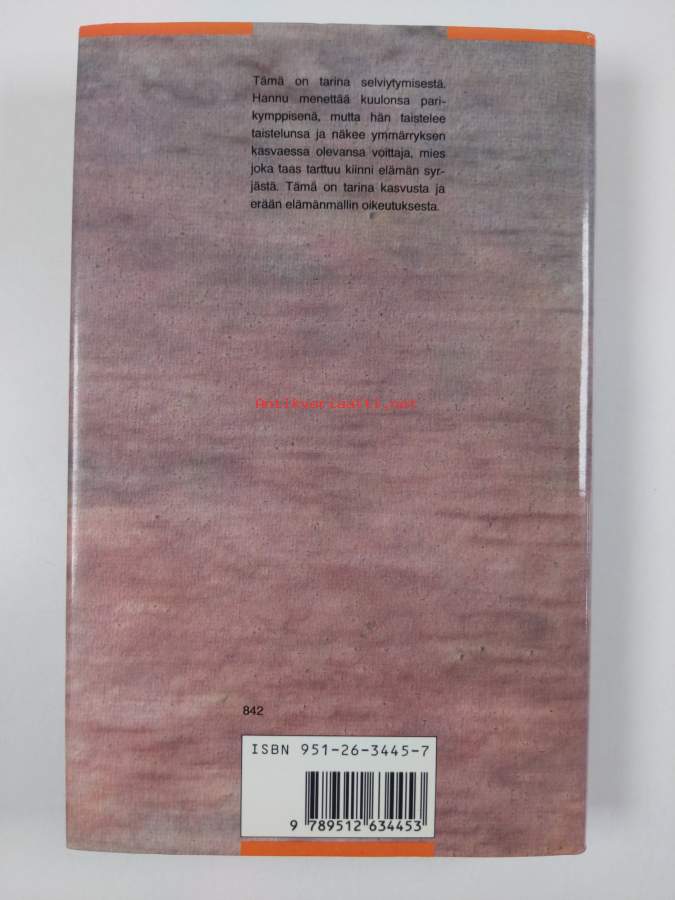 Tämä on tarina selviytymisestä.
Hannu menettää kuulonsa pari-
kymppisenä, mutta hän taistelee
taistelunsa ja näkee ymmärryksen
kasvaessa olevansa voittaja, mies
joka taas tarttuu kiinni elämän syr-
jästä. Tämä on tarina kasvusta ja
erään elämänmallin oikeutuksesta.
Antikvariaatti.net
842
ISBN 951-26-3445-7
9 789512 634453